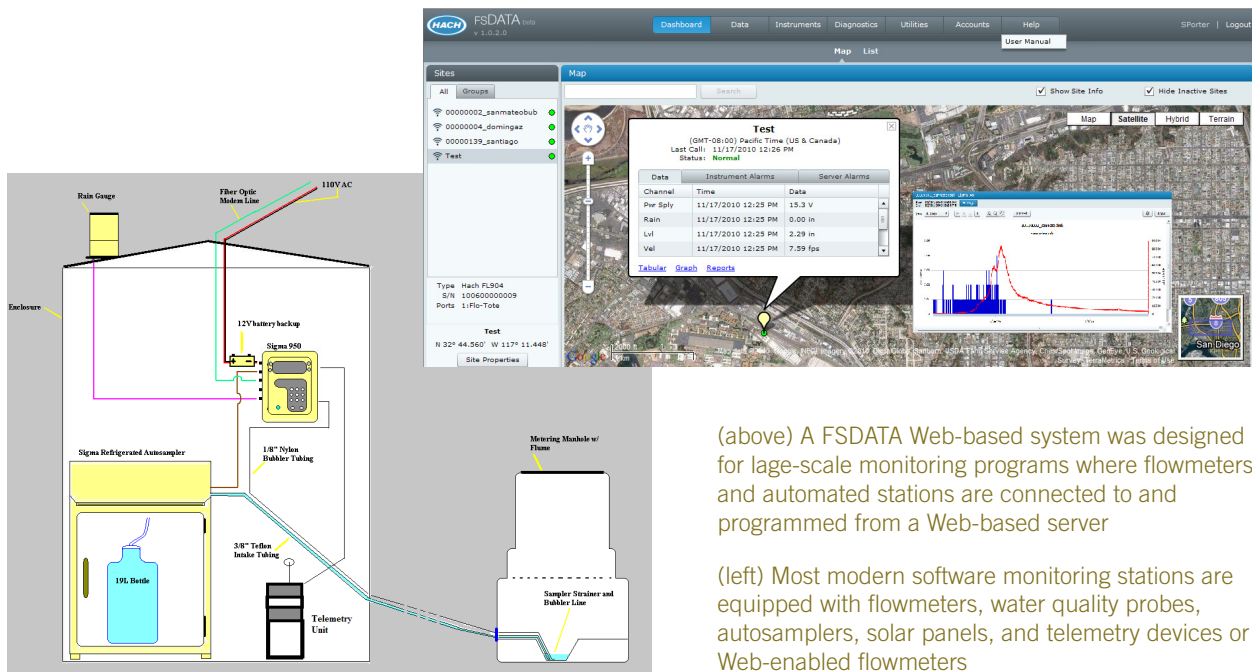 HACH FSDATA beta
v 1.0.2.0
Dashboard Data Instruments Diagnostics Utilities Accounts Help
SPorter | Logout
User Manual
Map List
Sites
All Groups
00000002_sanmateobub
00000004_domingaz
00000139_santiago
Test
Type Hach FL904
S/N 100600000009
Ports 1:Flo-Tote
Test
N 32° 44.560' W 117° 11.448'
Site Properties
Map
Search
Show Site Info
Hide Inactive Sites
Map Satellite Hybrid Terrain
Test
(GMT-08:00) Pacific Time (US & Canada)
Last Call: 11/17/2010 12:26 PM
Status: Normal
Data Instrument Alarms Server Alarms
Channel Time Data
Pwr Sply 11/17/2010 12:25 PM 15.3 V
Rain 11/17/2010 12:25 PM 0.00 in
Lvl 11/17/2010 12:25 PM 2.29 in
Vel 11/17/2010 12:25 PM 7.59 fps
Tabular Graph Reports
Google
San Diego
Rain Gauge
Fiber Optic
Modem Line
110V AC
Enclosure
12V battery backup
Sigma 950
Sigma Refrigerated Autosampler
1/8" Nylon
Bubbler Tubing
3/8" Teflon
Intake Tubing
19L Bottle
Telemetry
Unit
Metering Manhole w/
Flume
Sampler Strainer and
Bubbler Line
(above) A FSDATA Web-based system was designed
for lage-scale monitoring programs where flowmeters
and automated stations are connected to and
programmed from a Web-based server
(left) Most modern software monitoring stations are
equipped with flowmeters, water quality probes,
autosamplers, solar panels, and telemetry devices or
Web-enabled flowmeters